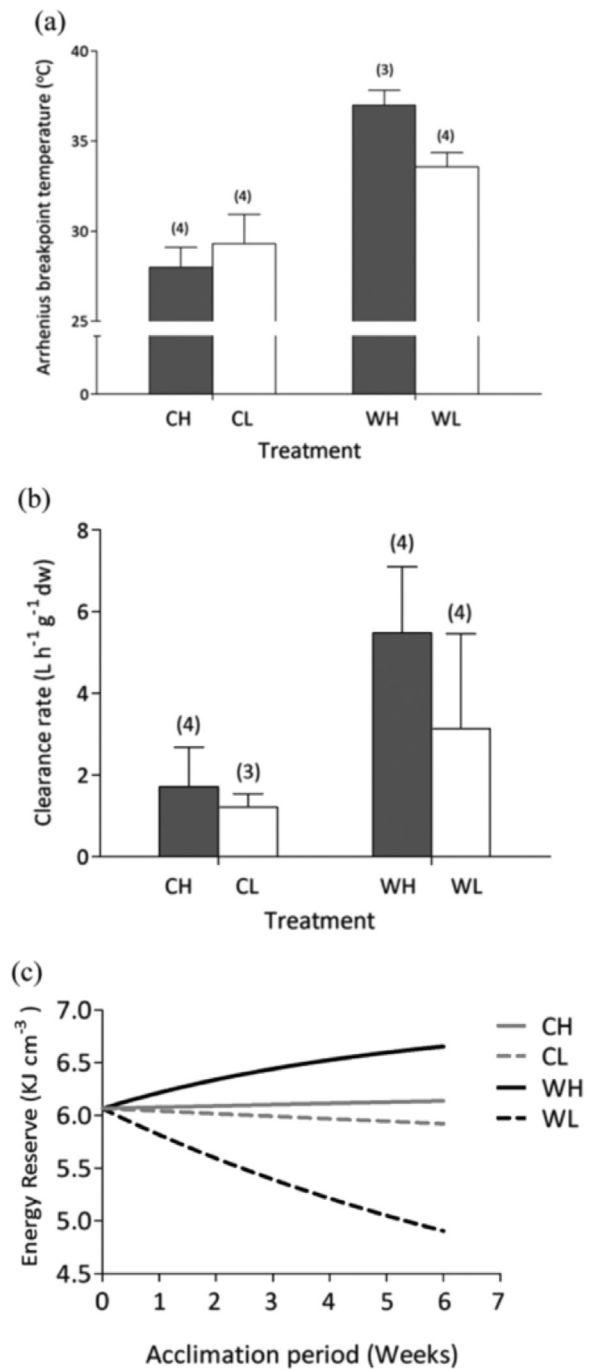 (a)
Arrhenius breakpoint temperature (°C)
40
35
30
25
0
(4)
(4)
(3)
(4)
CH CL WH WL
Treatment
(b)
Clearance rate (L h⁻¹ g⁻¹ dw)
8
6
4
2
0
(4)
(3)
(4)
(4)
CH CL WH WL
Treatment
(c)
Energy Reserve (KJ cm⁻³ )
7.0
6.5
6.0
5.5
5.0
4.5
CH
CL
WH
WL
0 1 2 3 4 5 6 7
Acclimation period (Weeks)